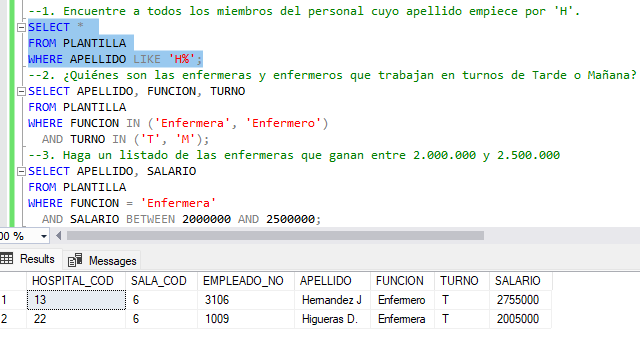 --1. Encuentre a todos los miembros del personal cuyo apellido empiece por 'H'.
SELECT *
FROM PLANTILLA
WHERE APELLIDO LIKE 'H%';
--2. ¿Quiénes son las enfermeras y enfermeros que trabajan en turnos de Tarde o Mañana?
SELECT APELLIDO, FUNCION, TURNO
FROM PLANTILLA
WHERE FUNCION IN ('Enfermera', 'Enfermero')
AND TURNO IN ('T', 'M');
--3. Haga un listado de las enfermeras que ganan entre 2.000.000 y 2.500.000
SELECT APELLIDO, SALARIO
FROM PLANTILLA
WHERE FUNCION = 'Enfermera'
AND SALARIO BETWEEN 2000000 AND 2500000;
00 %
Results Messages
HOSPITAL_COD SALA_COD EMPLEADO_NO APELLIDO FUNCION TURNO SALARIO
1 13 6 3106 Hernandez J Enfermero T 2755000
2 22 6 1009 Higueras D. Enfermera T 2005000